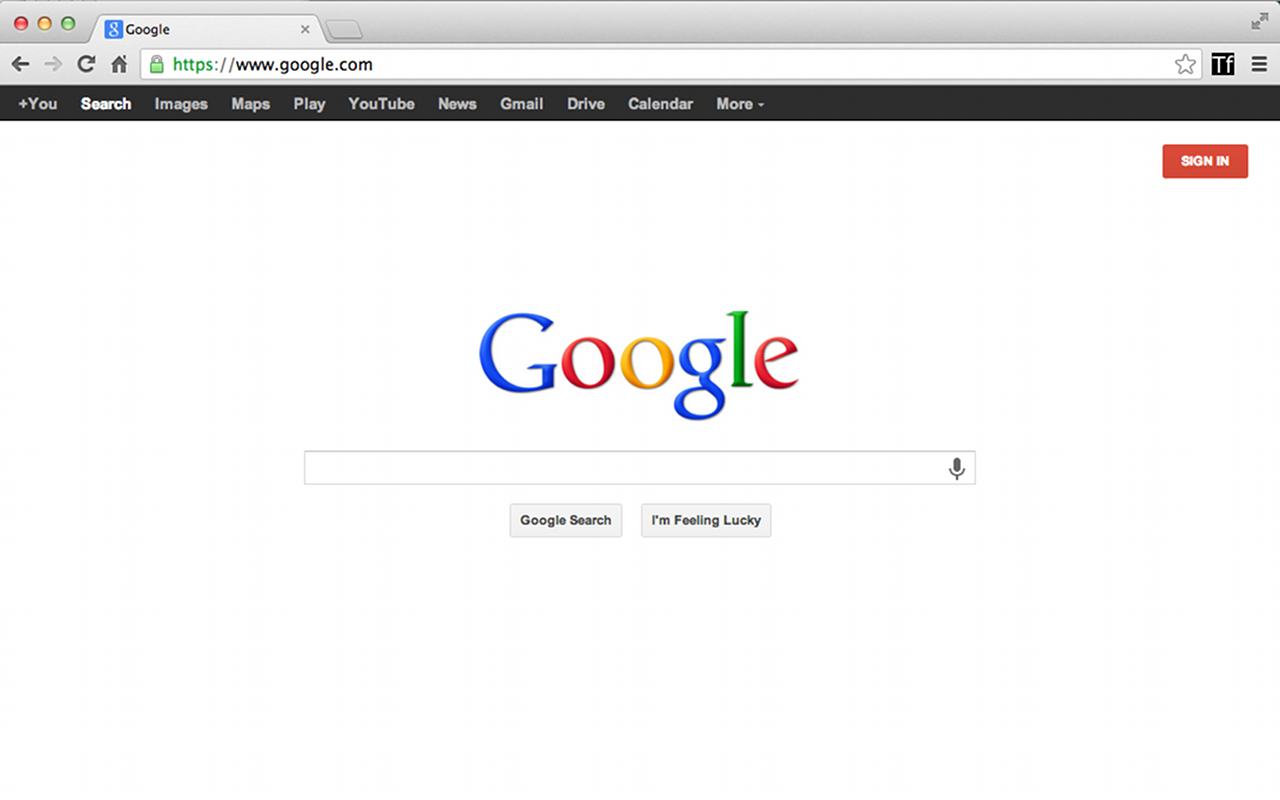 Google
https://www.google.com
Tf
+You Search Images Maps Play YouTube News Gmail Drive Calendar More
SIGN IN
Google
Google Search I'm Feeling Lucky